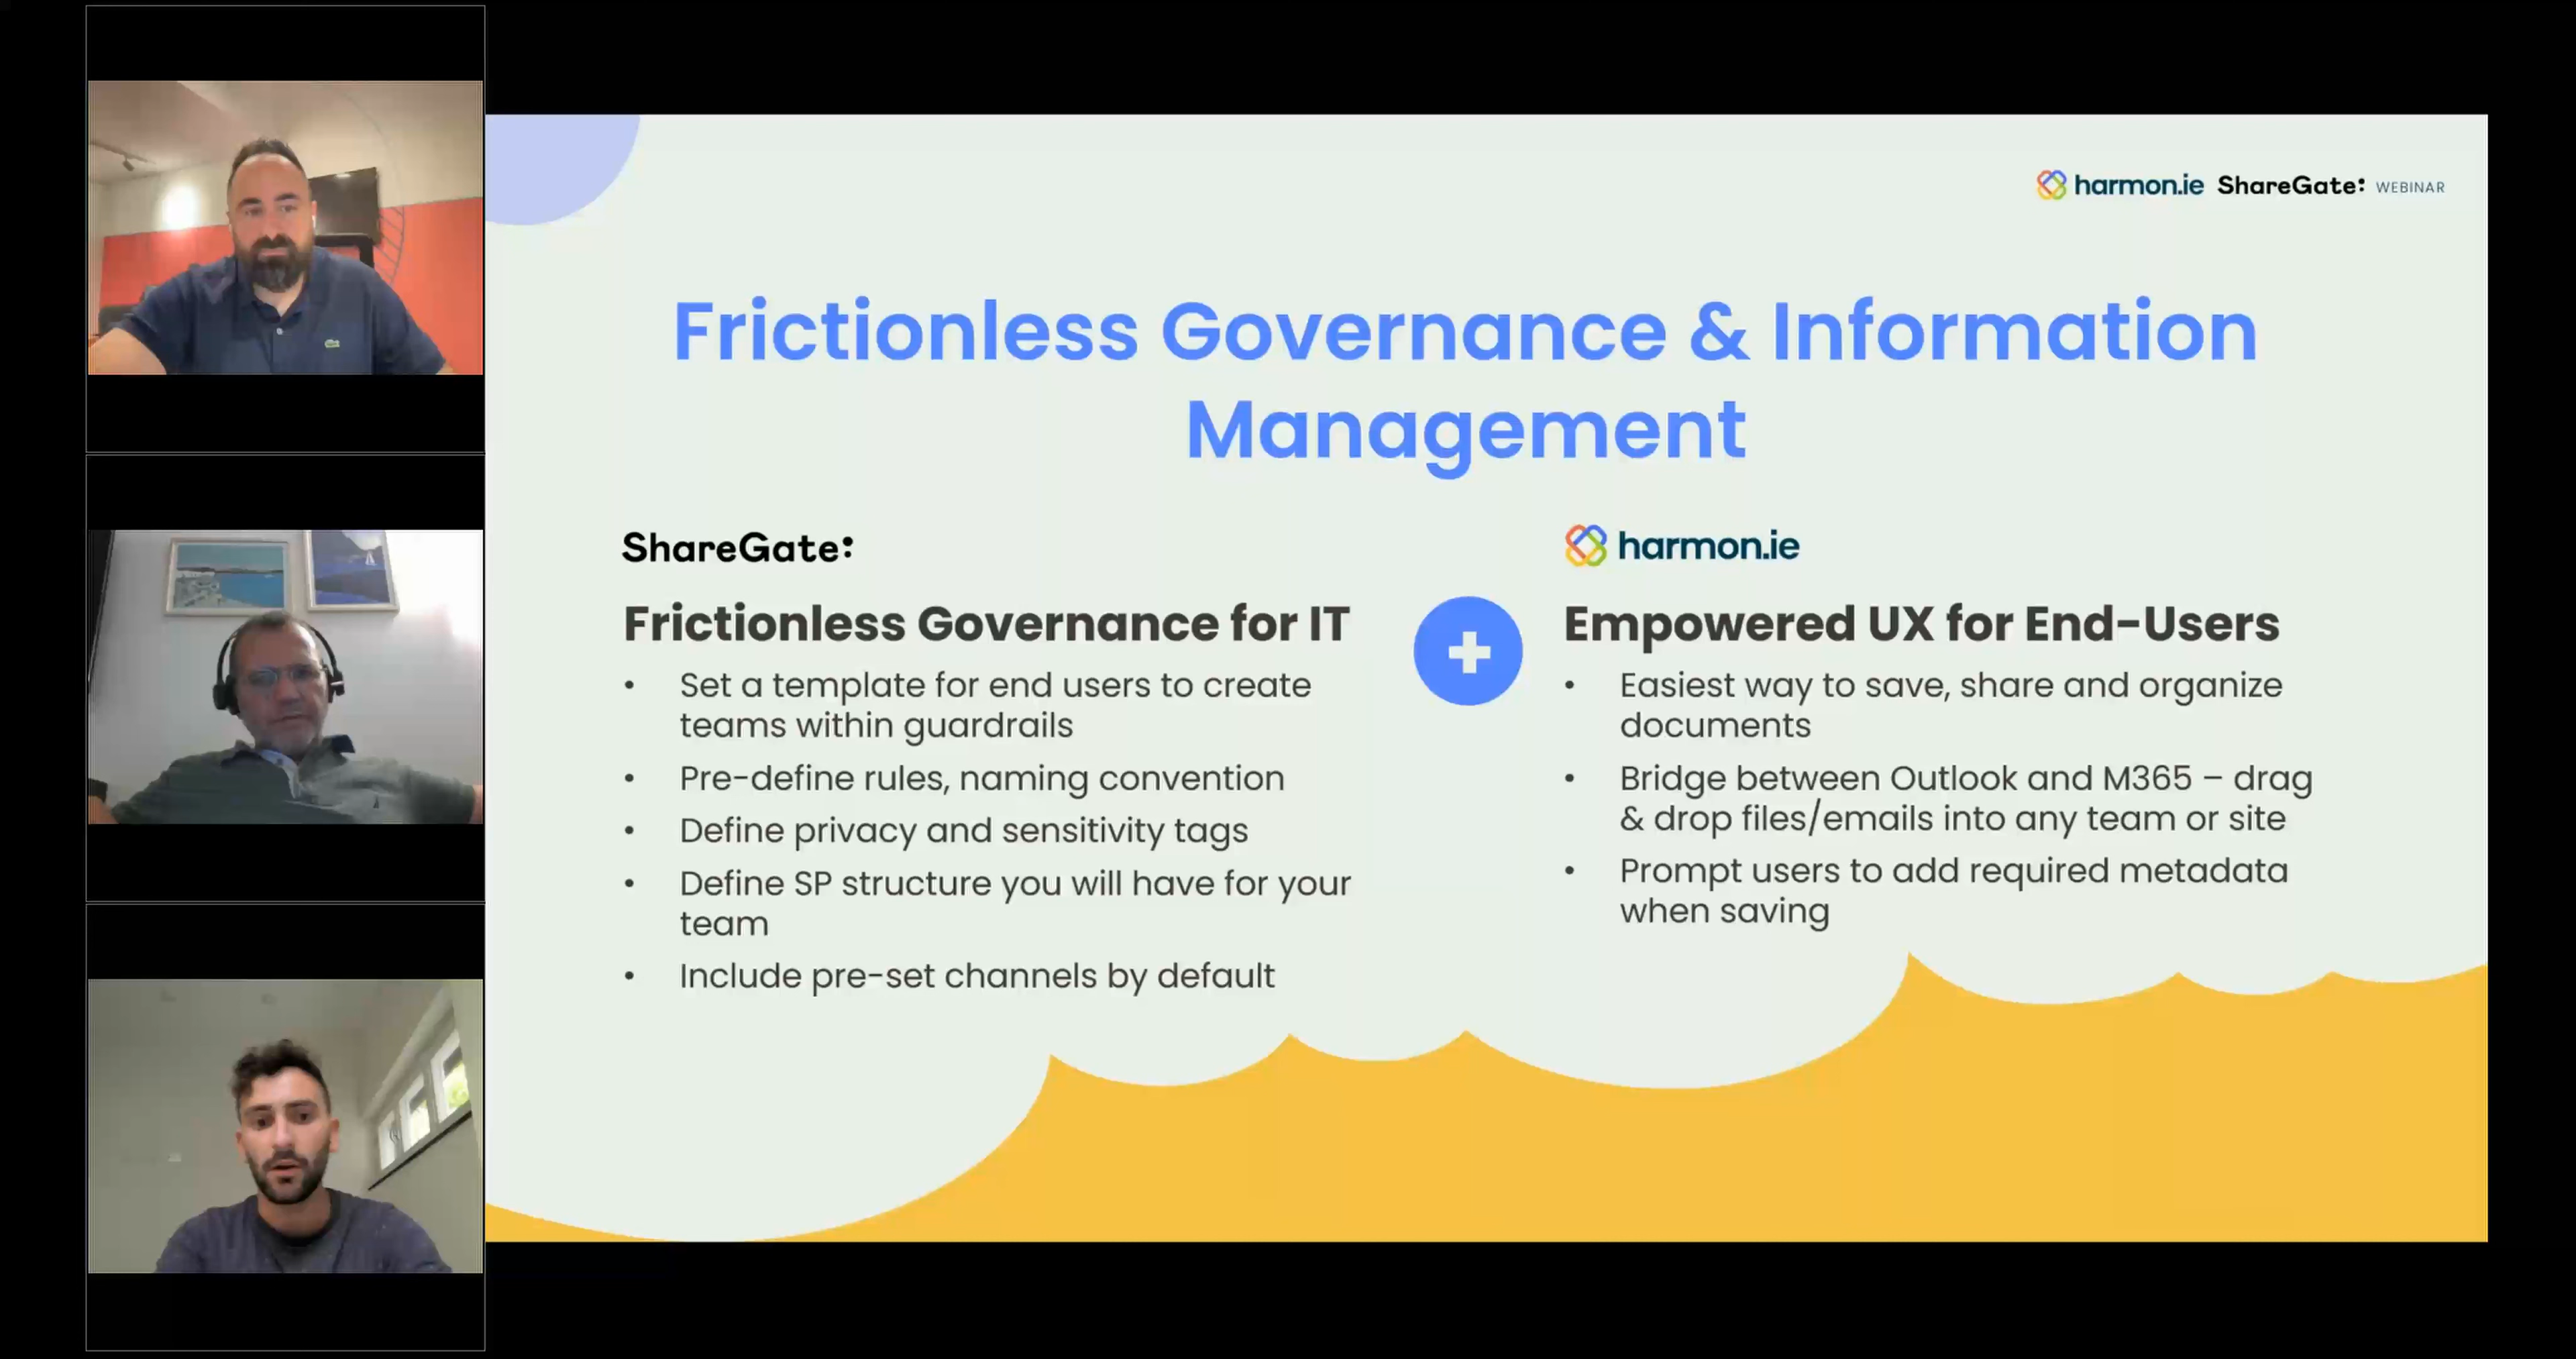 harmon.ie ShareGate: WEBINAR
Frictionless Governance & Information
Management
ShareGate:
Frictionless Governance for IT
• Set a template for end users to create
teams within guardrails
• Pre-define rules, naming convention
• Define privacy and sensitivity tags
• Define SP structure you will have for your
team
• Include pre-set channels by default
harmon.ie
Empowered UX for End-Users
• Easiest way to save, share and organize
documents
• Bridge between Outlook and M365 – drag
& drop files/emails into any team or site
• Prompt users to add required metadata
when saving